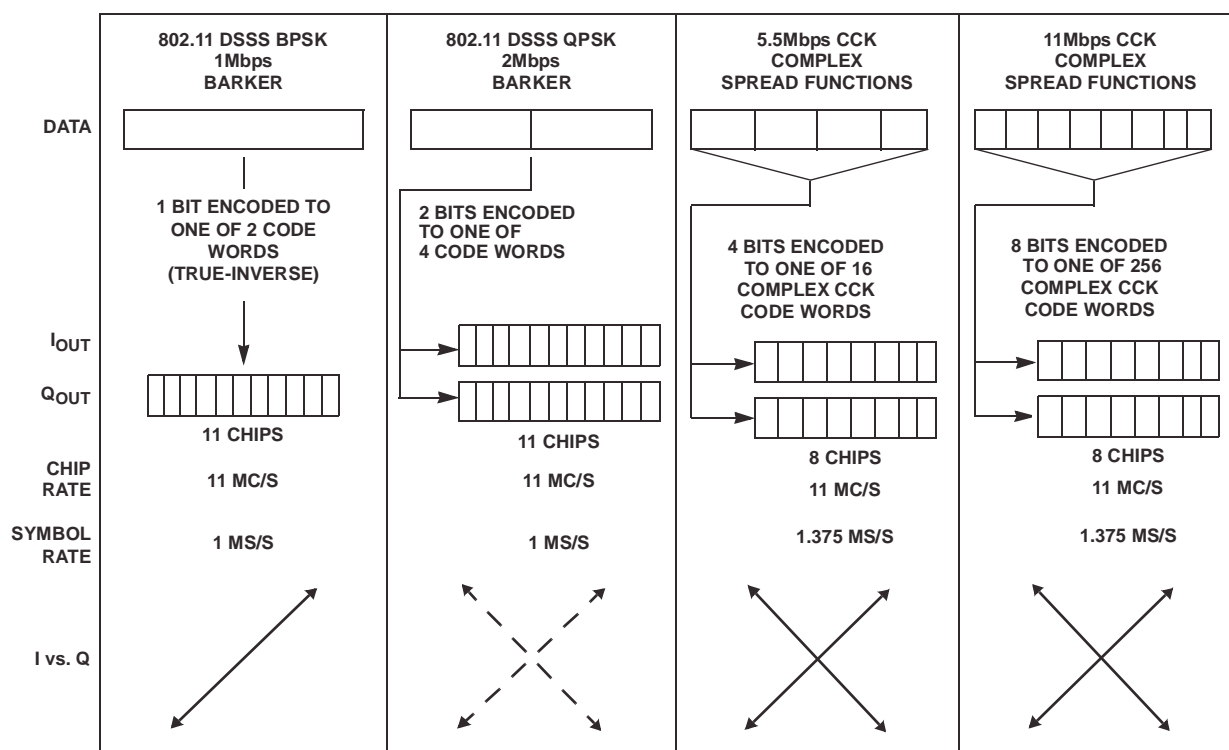 802.11 DSSS BPSK
1Mbps
BARKER
802.11 DSSS QPSK
2Mbps
BARKER
5.5Mbps CCK
COMPLEX
SPREAD FUNCTIONS
11Mbps CCK
COMPLEX
SPREAD FUNCTIONS
DATA
1 BIT ENCODED TO
ONE OF 2 CODE
WORDS
(TRUE-INVERSE)
2 BITS ENCODED
TO ONE OF
4 CODE WORDS
4 BITS ENCODED
TO ONE OF 16
COMPLEX CCK
CODE WORDS
8 BITS ENCODED
TO ONE OF 256
COMPLEX CCK
CODE WORDS
IOUT
QOUT
11 CHIPS
11 CHIPS
8 CHIPS
8 CHIPS
CHIP
RATE
11 MC/S
11 MC/S
11 MC/S
11 MC/S
SYMBOL
RATE
1 MS/S
1 MS/S
1.375 MS/S
1.375 MS/S
I vs. Q